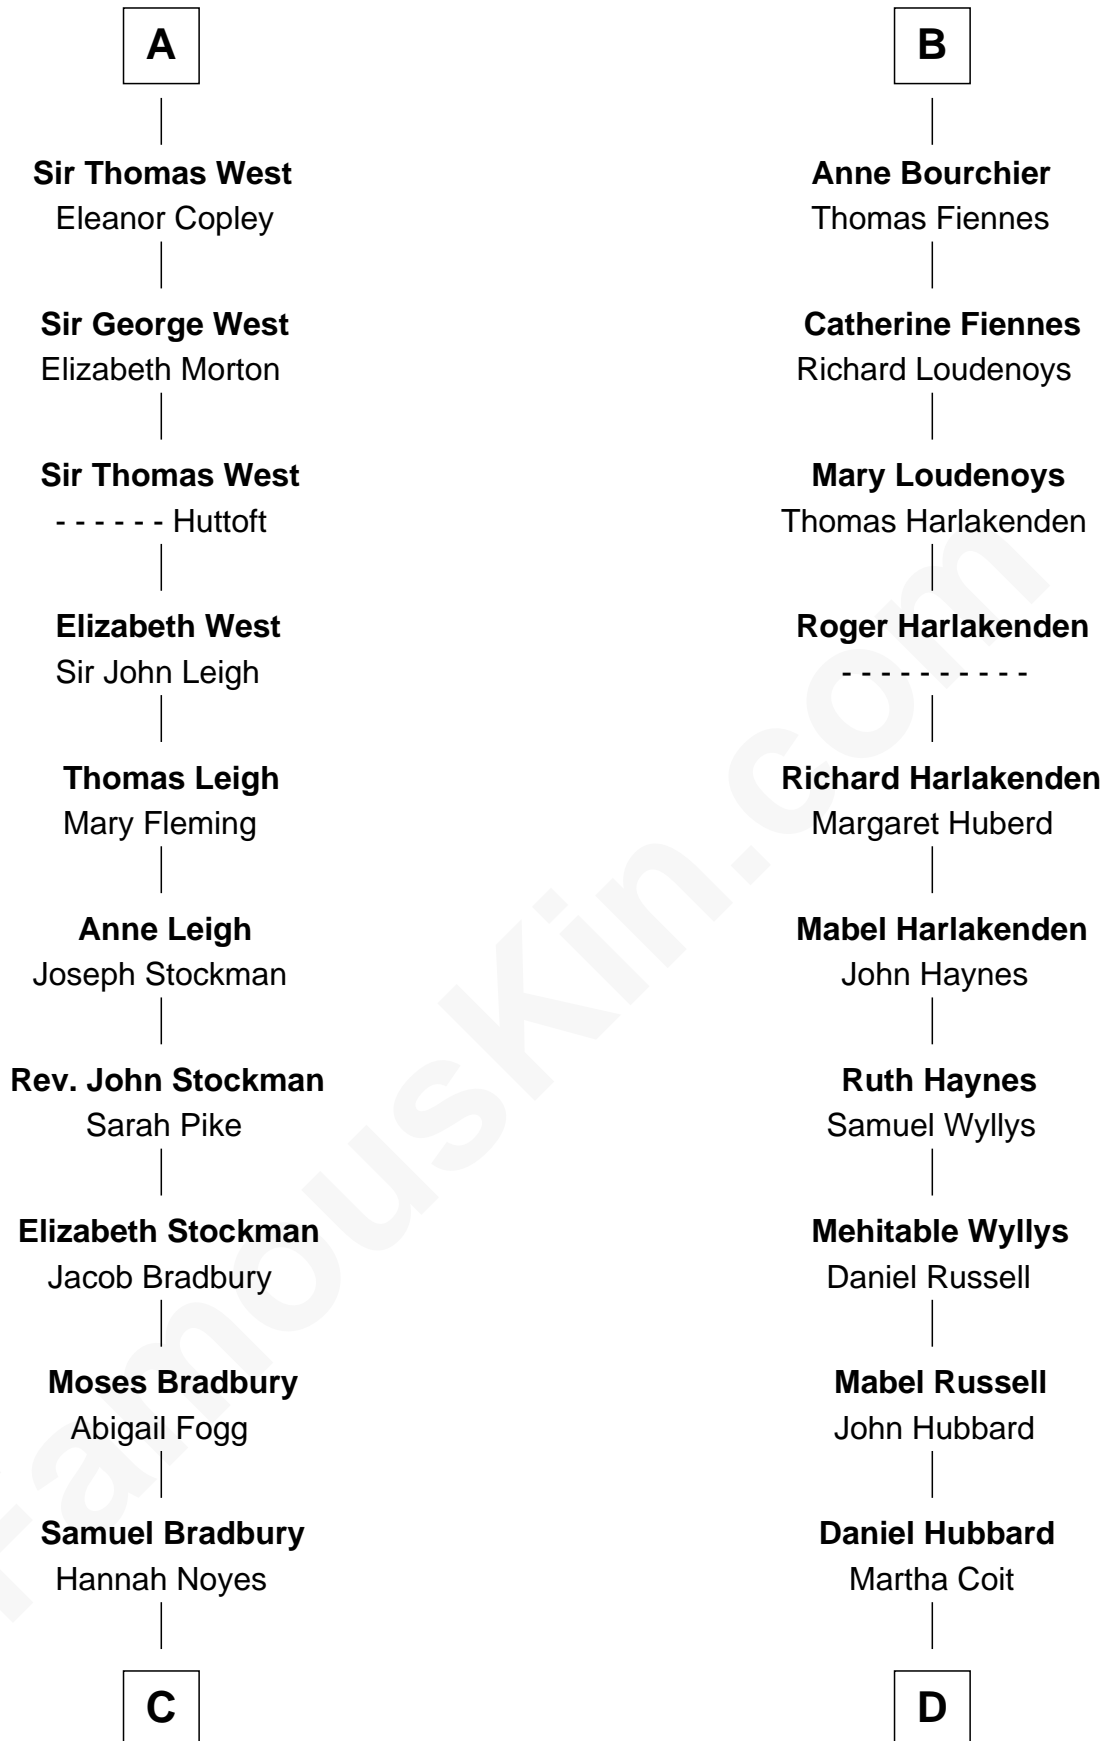 A
Sir Thomas West
Eleanor Copley
Sir George West
Elizabeth Morton
Sir Thomas West
- - - - - - Huttoft
Elizabeth West
Sir John Leigh
Thomas Leigh
Mary Fleming
Anne Leigh
Joseph Stockman
Rev. John Stockman
Sarah Pike
Elizabeth Stockman
Jacob Bradbury
Moses Bradbury
Abigail Fogg
Samuel Bradbury
Hannah Noyes
C
B
Anne Bourchier
Thomas Fiennes
Catherine Fiennes
Richard Loudenoys
Mary Loudenoys
Thomas Harlakenden
Roger Harlakenden
- - - - - - - - - -
Richard Harlakenden
Margaret Huberd
Mabel Harlakenden
John Haynes
Ruth Haynes
Samuel Wyllys
Mehitable Wyllys
Daniel Russell
Mabel Russell
John Hubbard
Daniel Hubbard
Martha Coit
D
FamousKin.com